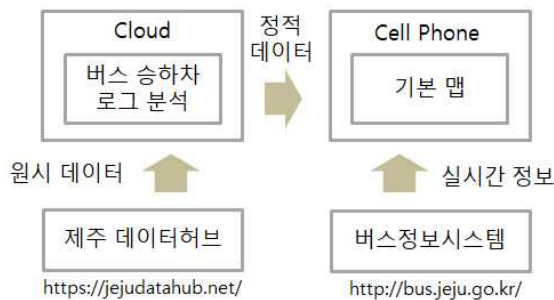 Cloud
버스 승하차
로그 분석
정적
데이터
Cell Phone
기본 맵
원시 데이터
실시간 정보
제주 데이터허브
버스정보시스템
https://jejudatahub.net/
http://bus.jeju.go.kr/